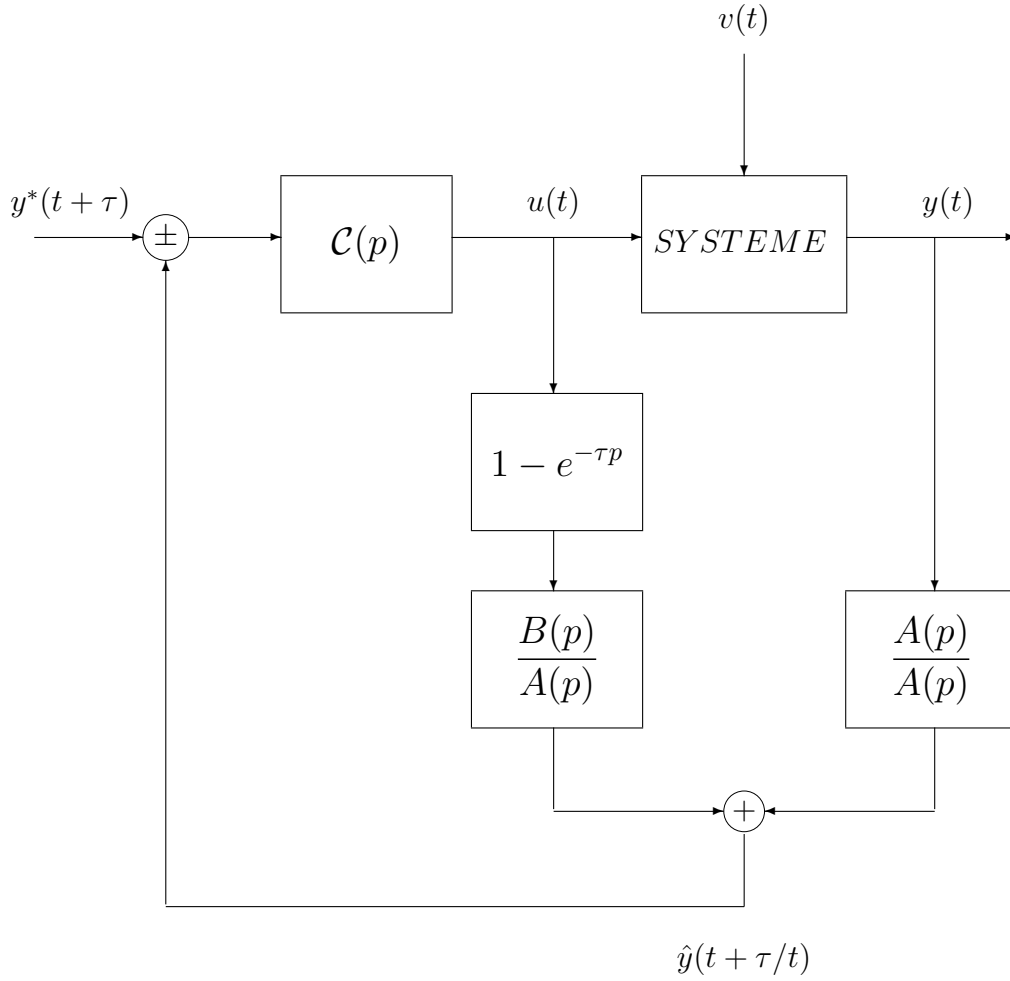 v(t)
y*(t + τ)
u(t)
y(t)
±
C(p)
SYSTEME
1 − e^{−τp}
B(p)
A(p)
A(p)
A(p)
+
ŷ(t + τ/t)